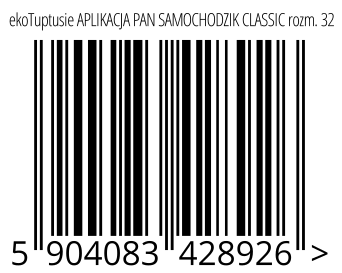 ekoTuptusie APLIKACJA PAN SAMOCHODZIK CLASSIC rozm. 32
5 904083 428926 >